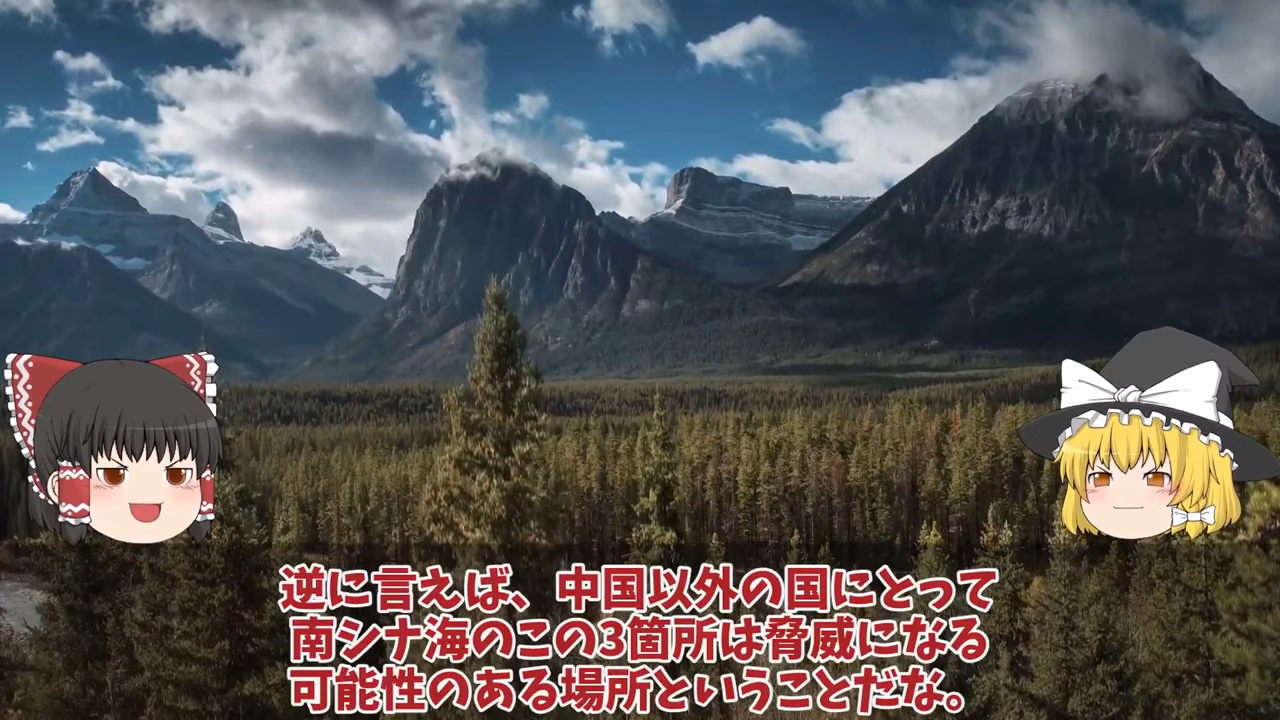 逆に言えば、中国以外の国にとって
南シナ海のこの3箇所は脅威になる
可能性のある場所ということだな。